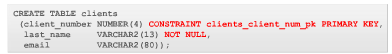 CREATE TABLE clients
(client_number NUMBER(4) CONSTRAINT clients_client_num_pk PRIMARY KEY,
last_name VARCHAR2(13) NOT NULL,
email VARCHAR2(80));